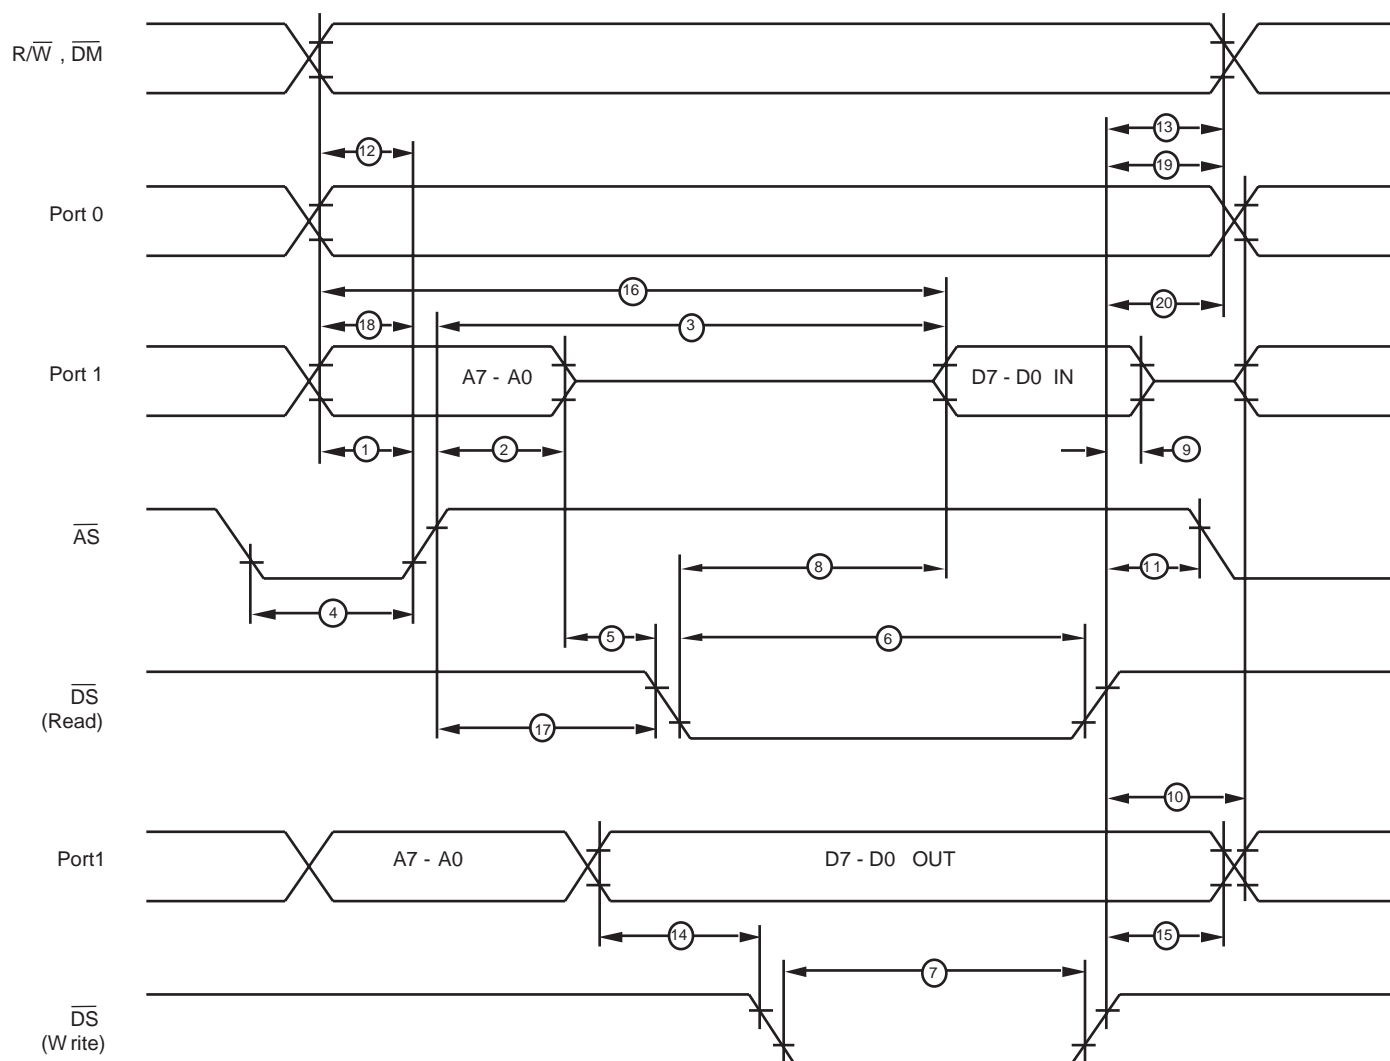 R/W̅ , D̅M̅
13
12
19
Port 0
16
20
18
3
Port 1
A7 - A0
D7 - D0 IN
1
2
9
A̅S̅
8
11
4
5
6
D̅S̅
(Read)
17
10
Port1
A7 - A0
D7 - D0 OUT
14
15
7
D̅S̅
(W rite)